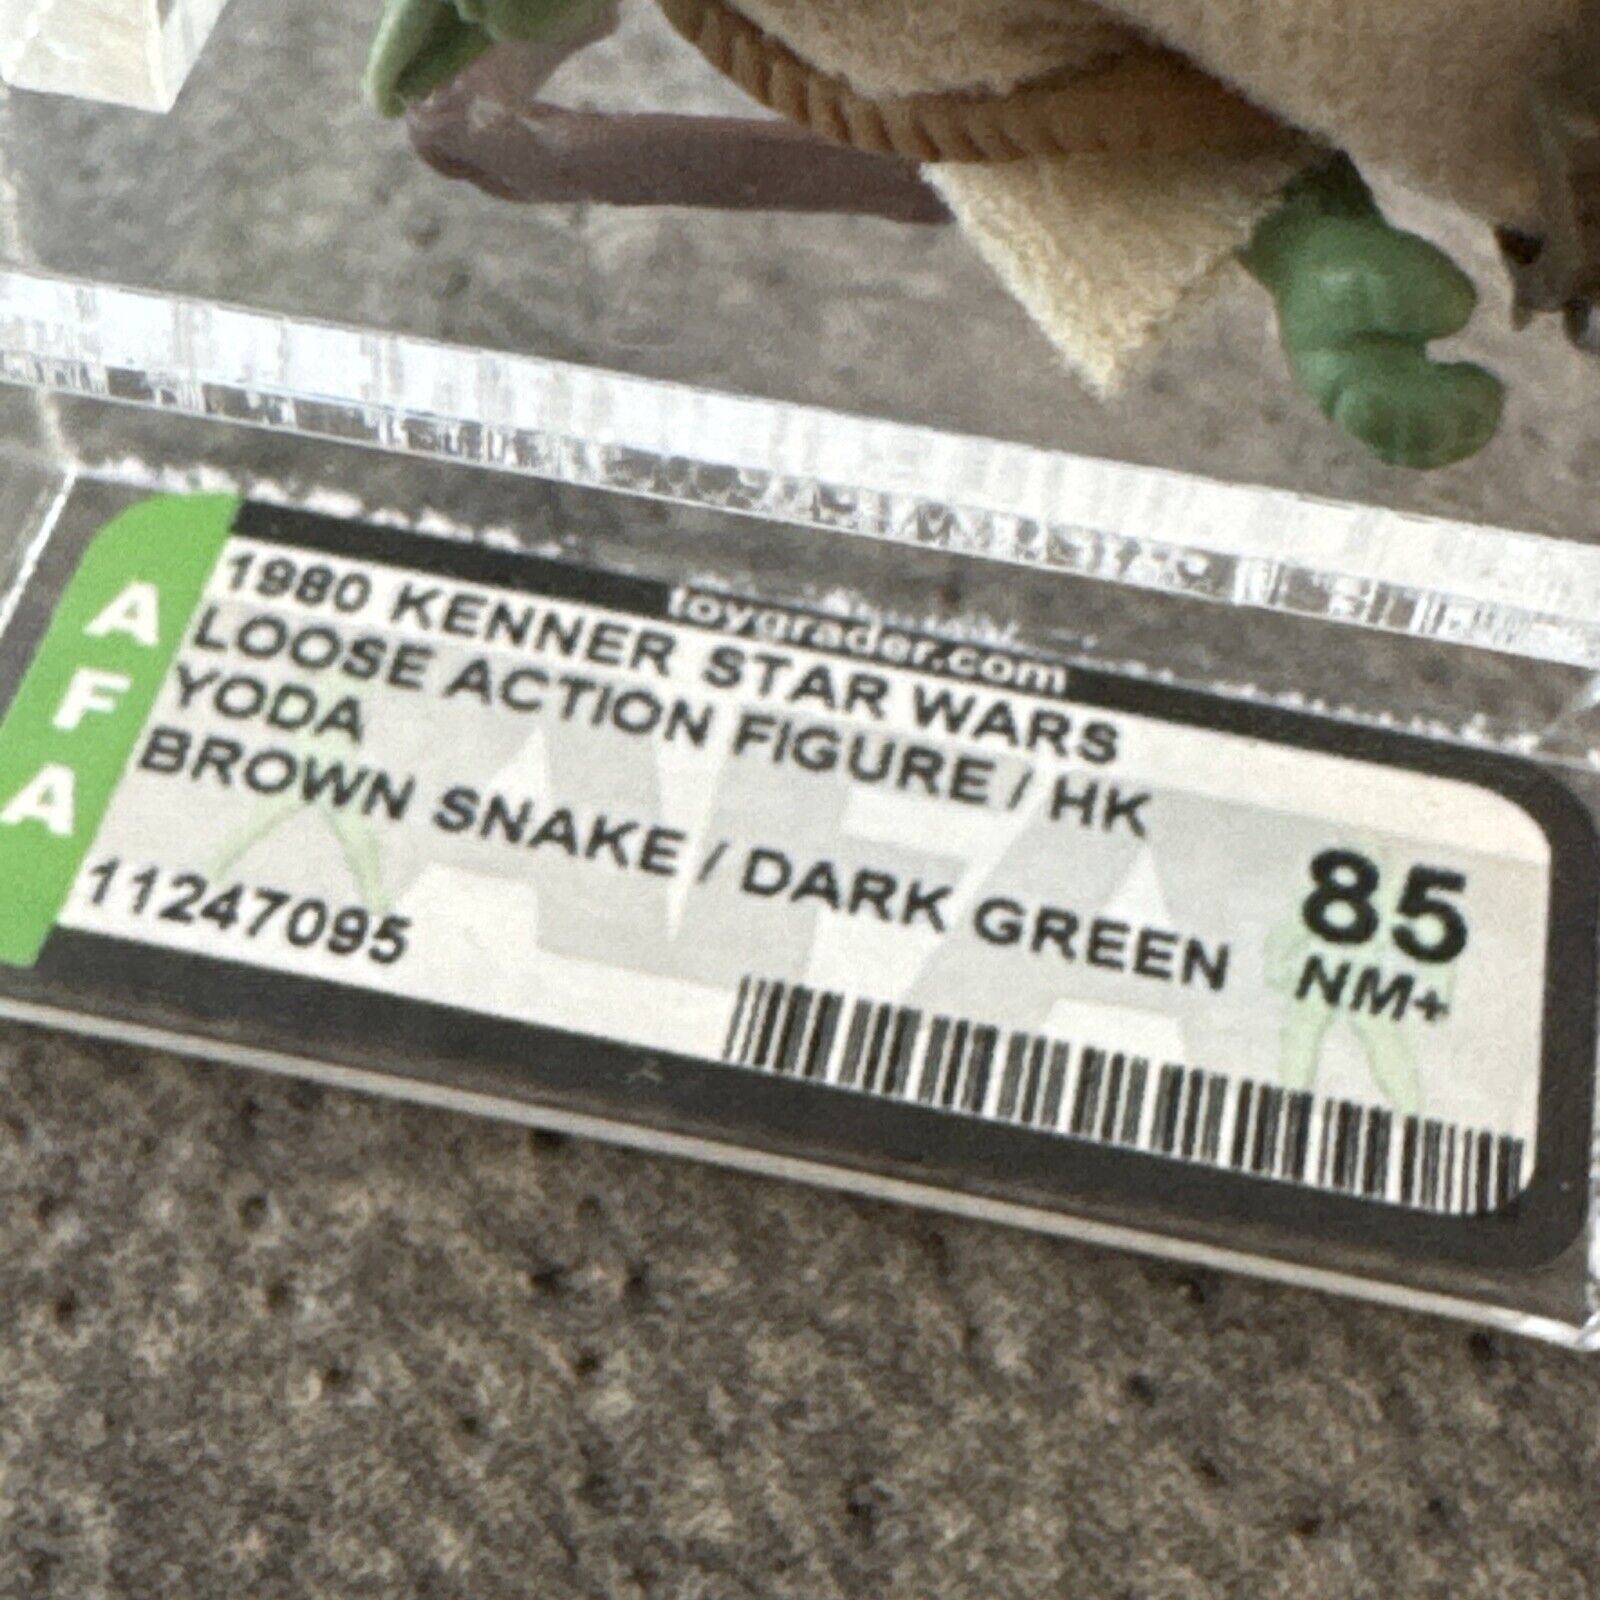 toygrader.com
AFA
1980 KENNER STAR WARS
LOOSE ACTION FIGURE / HK
YODA
BROWN SNAKE / DARK GREEN
85
NM+
11247095